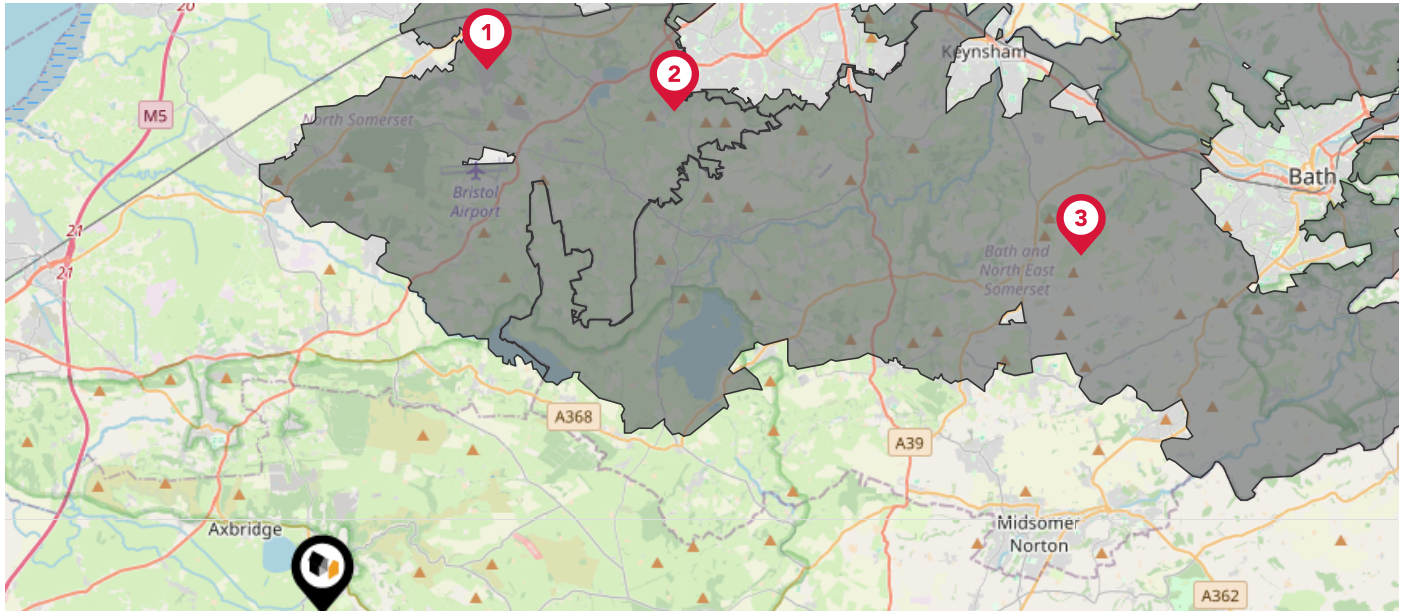 20
1
2
3
Keynsham
M5
North Somerset
Bath
Bristol
Airport
21
21
Bath and
North East
Somerset
A368
A39
Axbridge
Midsomer
Norton
A362